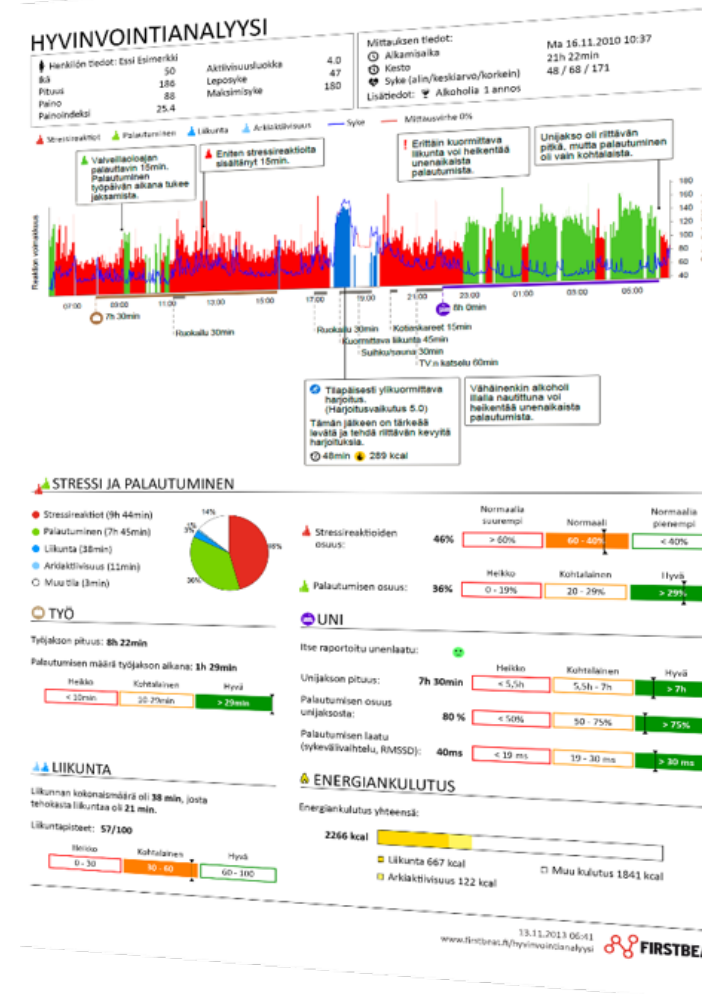 HYVINVOINTIANALYYSI
Henkilön tiedot: Essi Esimerkki
Ikä 50 Aktiivisuusluokka 4.0
Pituus 186 Leposyke 47
Paino 88 Maksimisyke 180
Painoindeksi 25.4
Mittauksen tiedot:
Alkamisaika Ma 16.11.2010 10:37
Kesto 21h 22min
Syke (alin/keskiarvo/korkein) 48 / 68 / 171
Lisätiedot: Alkoholia 1 annos
Stressireaktiot Palautuminen Liikunta Arkiaktiivisuus Syke Mittausvirhe 0%
Valveillaoloajan
palauttavin 15min.
Palautuminen
työpäivän aikana tukee
jaksamista.
Eniten stressireaktioita
sisältänyt 15min.
! Erittäin kuormittava
liikunta voi heikentää
unenaikaista
palautumista.
Unijakso oli riittävän
pitkä, mutta palautuminen
oli vain kohtalaista.
Reaktion voimakkuus
180
160
140
120
100
80
60
40
07:00 09:00 11:00 13:00 15:00 17:00 19:00 21:00 23:00 01:00 03:00 05:00
7h 30min
8h 0min
Ruokailu 30min
Ruokailu 30min
Kotiaskareet 15min
Kuormittava liikunta 45min
Suihku/sauna 30min
TV:n katselu 60min
Tilapäisesti ylikuormittava
harjoitus.
(Harjoitusvaikutus 5.0)
Tämän jälkeen on tärkeää
levätä ja tehdä riittävän kevyitä
harjoituksia.
48min 289 kcal
Vähäinenkin alkoholi
illalla nautittuna voi
heikentää unenaikaista
palautumista.
STRESSI JA PALAUTUMINEN
Stressireaktiot (9h 44min)
Palautuminen (7h 45min)
Liikunta (38min)
Arkiaktiivisuus (11min)
Muu tila (3min)
14%
3%
36%
Normaalia suurempi Normaali Normaalia pienempi
Stressireaktioiden osuus: 46% > 60% 60 - 40% < 40%
Heikko Kohtalainen Hyvä
Palautumisen osuus: 36% 0 - 19% 20 - 29% > 29%
TYÖ
Työjakson pituus: 8h 22min
Palautumisen määrä työjakson aikana: 1h 29min
Heikko Kohtalainen Hyvä
< 10min 10-29min > 29min
UNI
Itse raportoitu unenlaatu:
Heikko Kohtalainen Hyvä
Unijakson pituus: 7h 30min < 5,5h 5,5h - 7h > 7h
Palautumisen osuus unijaksosta: 80 % < 50% 50 - 75% > 75%
Palautumisen laatu
(sykevälivaihtelu, RMSSD): 40ms < 19 ms 19 - 30 ms > 30 ms
LIIKUNTA
Liikunnan kokonaismäärä oli 38 min, josta
tehokasta liikuntaa oli 21 min.
Liikuntapisteet: 57/100
Heikko Kohtalainen Hyvä
0 - 30 30 - 60 60 - 100
ENERGIANKULUTUS
Energiankulutus yhteensä:
2266 kcal
Liikunta 667 kcal
Muu kulutus 1841 kcal
Arkiaktiivisuus 122 kcal
13.11.2013 06:41
www.firstbeat.fi/hyvinvointianalyysi
FIRSTBEA